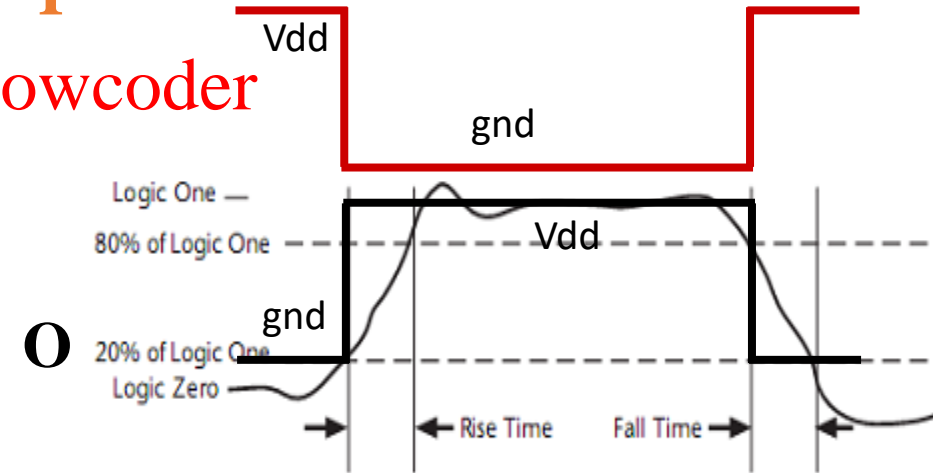 Vdd
owcoder
gnd
Logic One
80% of Logic One
Vdd
gnd
O
20% of Logic One
Logic Zero
Rise Time
Fall Time